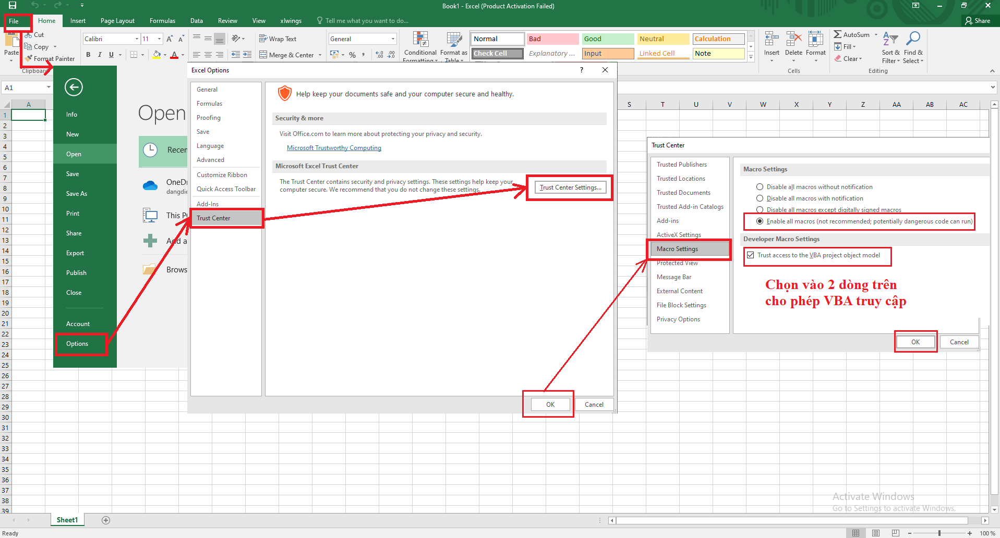 Book1 - Excel (Product Activation Failed)
File Home Insert Page Layout Formulas Data Review View xlwings Tell me what you want to do... Share
Cut
Copy
Format Painter
Paste
Clipboard
Calibri 11
B I U
Wrap Text
Merge & Center
General
Conditional Formatting
Format as Table
Normal Bad Good Neutral Calculation
Check Cell Explanatory ... Input Linked Cell Note
Insert Delete Format
Cells
AutoSum
Fill
Clear
Sort & Filter
Find & Select
Editing
A1
A S T U V W X Y Z AA AB AC
1
2
3
4
5
6
7
8
9
10
11
12
13
14
15
16
17
18
19
20
21
22
23
24
25
26
27
28
29
30
31
32
33
34
35
36
37
38
39
Info
New
Open
Save
Save As
Print
Share
Export
Publish
Close
Account
Options
Open
Recen
OneDr
dangdie
This P
Add a
Brows
Excel Options ?
General
Formulas
Proofing
Save
Language
Advanced
Customize Ribbon
Quick Access Toolbar
Add-Ins
Trust Center
Help keep your documents safe and your computer secure and healthy.
Security & more
Visit Office.com to learn more about protecting your privacy and security.
Microsoft Trustworthy Computing
Microsoft Excel Trust Center
The Trust Center contains security and privacy settings. These settings help keep your
computer secure. We recommend that you do not change these settings.
Trust Center Settings...
OK Cancel
Trust Center
Trusted Publishers
Trusted Locations
Trusted Documents
Trusted Add-in Catalogs
Add-ins
ActiveX Settings
Macro Settings
Protected View
Message Bar
External Content
File Block Settings
Privacy Options
Macro Settings
Disable all macros without notification
Disable all macros with notification
Disable all macros except digitally signed macros
Enable all macros (not recommended; potentially dangerous code can run)
Developer Macro Settings
Trust access to the VBA project object model
Chọn vào 2 dòng trên
cho phép VBA truy cập
OK Cancel
Activate Windows
Go to Settings to activate Windows.
Sheet1
Ready 100 %